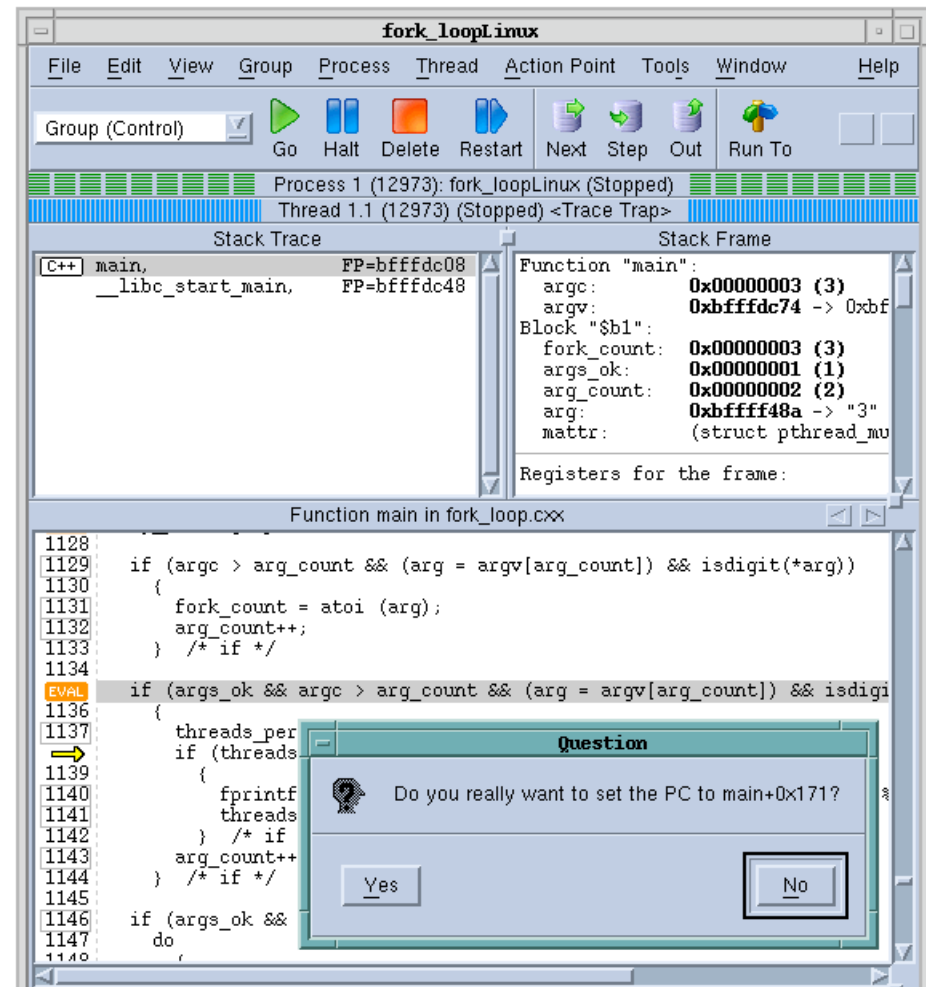 fork_loopLinux
File Edit View Group Process Thread Action Point Tools Window Help
Group (Control) Go Halt Delete Restart Next Step Out Run To
Process 1 (12973): fork_loopLinux (Stopped)
Thread 1.1 (12973) (Stopped) <Trace Trap>
Stack Trace
C++ main, FP=bfffdc08
__libc_start_main, FP=bfffdc48
Stack Frame
Function "main":
argc: 0x00000003 (3)
argv: 0xbfffdc74 -> 0xbf
Block "$b1":
fork_count: 0x00000003 (3)
args_ok: 0x00000001 (1)
arg_count: 0x00000002 (2)
arg: 0xbffff48a -> "3"
mattr: (struct pthread_mu
Registers for the frame:
Function main in fork_loop.cxx
1128
1129 if (argc > arg_count && (arg = argv[arg_count]) && isdigit(*arg))
1130 {
1131 fork_count = atoi (arg);
1132 arg_count++;
1133 } /* if */
1134
EVAL if (args_ok && argc > arg_count && (arg = argv[arg_count]) && isdigi
1136 {
1137 threads_per
if (threads
1139 {
1140 fprintf %
1141 threads
1142 } /* if
1143 arg_count++
1144 } /* if */
1145
1146 if (args_ok &&
1147 do
1148 {
Question
Do you really want to set the PC to main+0x171?
Yes No